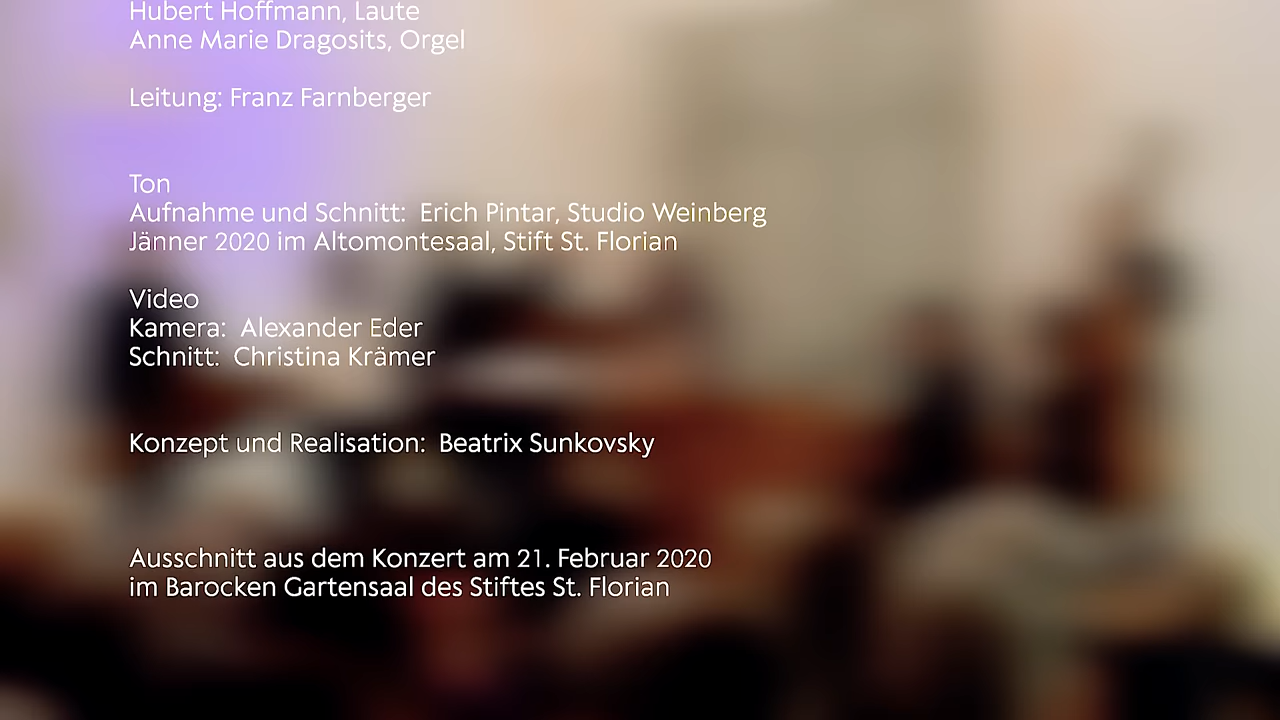 Hubert Hoffmann, Laute
Anne Marie Dragosits, Orgel
Leitung: Franz Farnberger
Ton
Aufnahme und Schnitt: Erich Pintar, Studio Weinberg
Jänner 2020 im Altomontesaal, Stift St. Florian
Video
Kamera: Alexander Eder
Schnitt: Christina Krämer
Konzept und Realisation: Beatrix Sunkovsky
Ausschnitt aus dem Konzert am 21. Februar 2020
im Barocken Gartensaal des Stiftes St. Florian